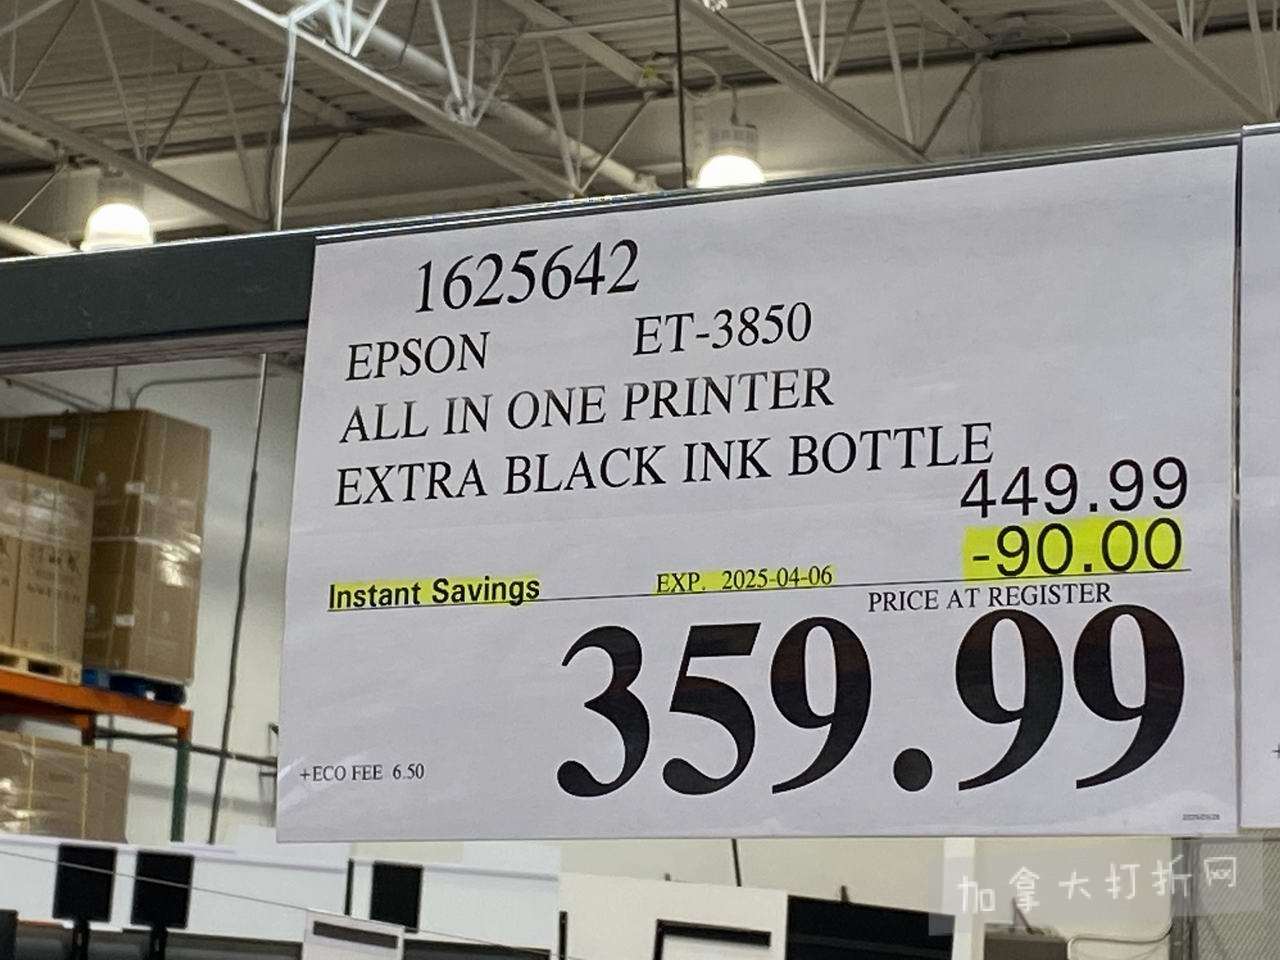 1625642
EPSON ET-3850
ALL IN ONE PRINTER
EXTRA BLACK INK BOTTLE
449.99
-90.00
Instant Savings EXP. 2025-04-06
PRICE AT REGISTER
359.99
+ECO FEE 6.50
加拿大打折网